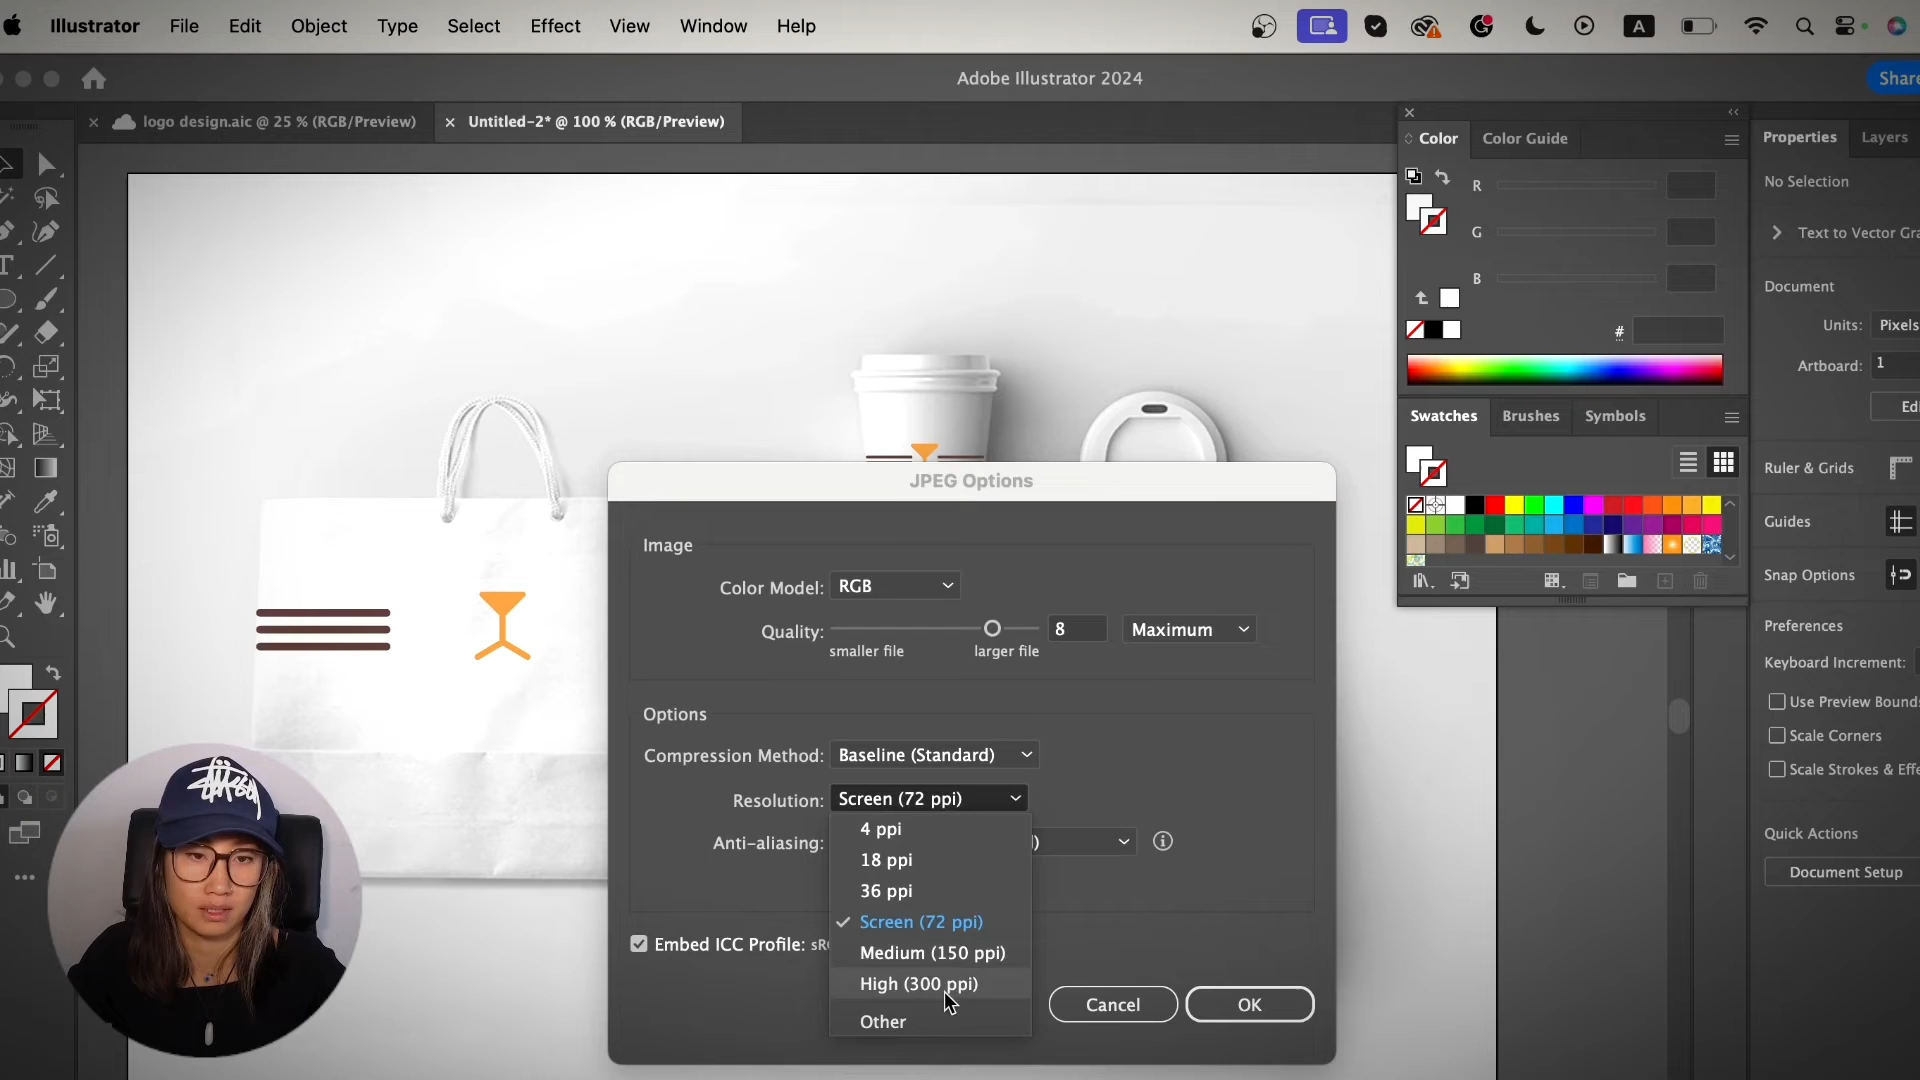 Illustrator File Edit Object Type Select Effect View Window Help
A
Adobe Illustrator 2024
Share
logo design.aic @ 25 % (RGB/Preview)
Untitled-2* @ 100 % (RGB/Preview)
Color Color Guide
R
G
B
#
Swatches Brushes Symbols
Properties Layers
No Selection
Text to Vector Gra
Document
Units: Pixels
Artboard: 1
Edi
Ruler & Grids
Guides
Snap Options
Preferences
Keyboard Increment:
Use Preview Bounds
Scale Corners
Scale Strokes & Effe
Quick Actions
Document Setup
JPEG Options
Image
Color Model: RGB
Quality: 8 Maximum
smaller file larger file
Options
Compression Method: Baseline (Standard)
Resolution: Screen (72 ppi)
Anti-aliasing: )
4 ppi
18 ppi
36 ppi
Screen (72 ppi)
Medium (150 ppi)
High (300 ppi)
Other
Embed ICC Profile: sR
Cancel OK